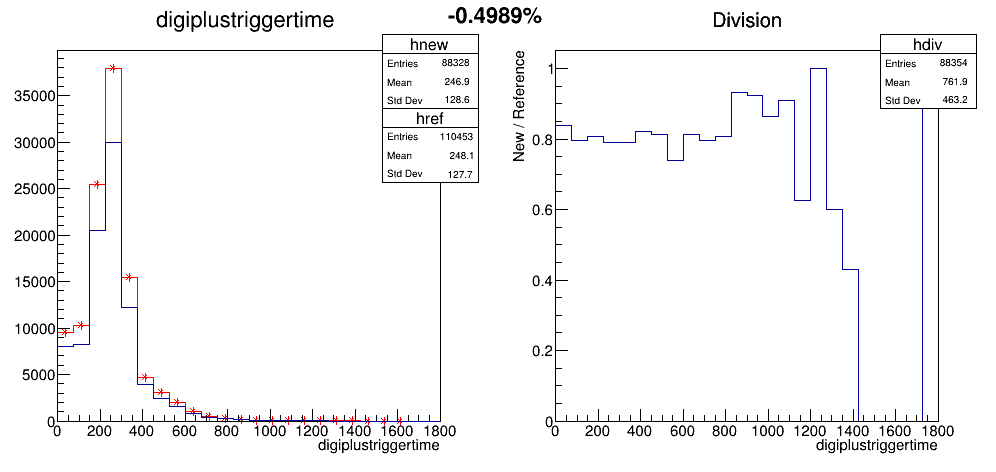 digiplustriggertime
-0.4989%
Division
hnew
Entries 88328
Mean 246.9
Std Dev 128.6
href
Entries 110453
Mean 248.1
Std Dev 127.7
35000
30000
25000
20000
15000
10000
5000
0
0 200 400 600 800 1000 1200 1400 1600 1800
digiplustriggertime
hdiv
Entries 88354
Mean 761.9
Std Dev 463.2
New / Reference
1
0.8
0.6
0.4
0.2
0
0 200 400 600 800 1000 1200 1400 1600 1800
digiplustriggertime